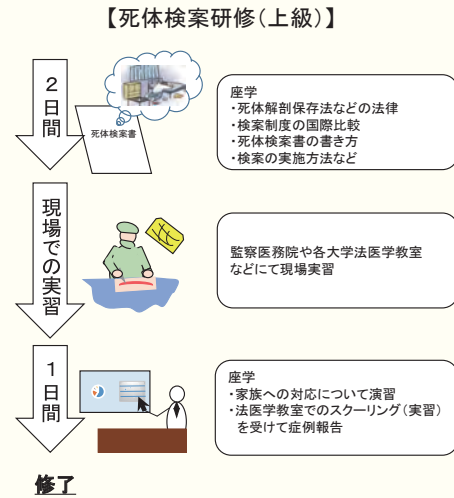 【死体検案研修(上級)】
2日間
死体検案書
座学
・死体解剖保存法などの法律
・検案制度の国際比較
・死体検案書の書き方
・検案の実施方法など
現場での実習
監察医務院や各大学法医学教室
などにて現場実習
1日間
座学
・家族への対応について演習
・法医学教室でのスクーリング(実習)
を受けて症例報告
修了